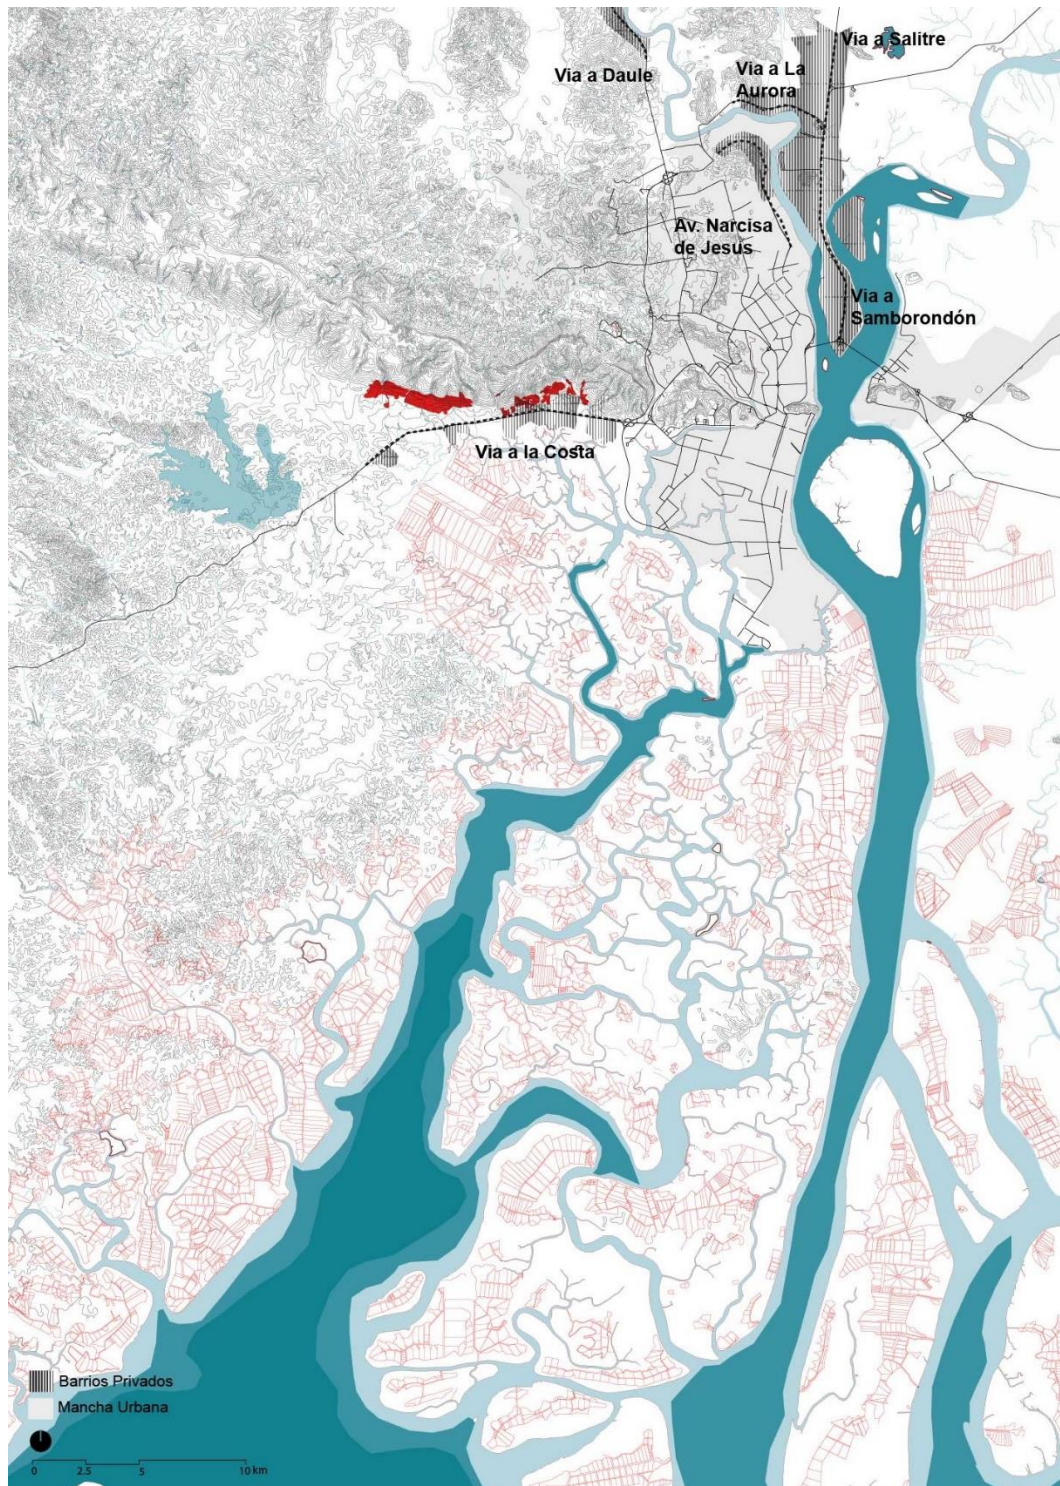 Via a Salitre
Via a Daule
Via a La
Aurora
Av. Narcisa
de Jesús
Via a
Samborondón
Via a la Costa
Barrios Privados
Mancha Urbana
0 2.5 5 10 km